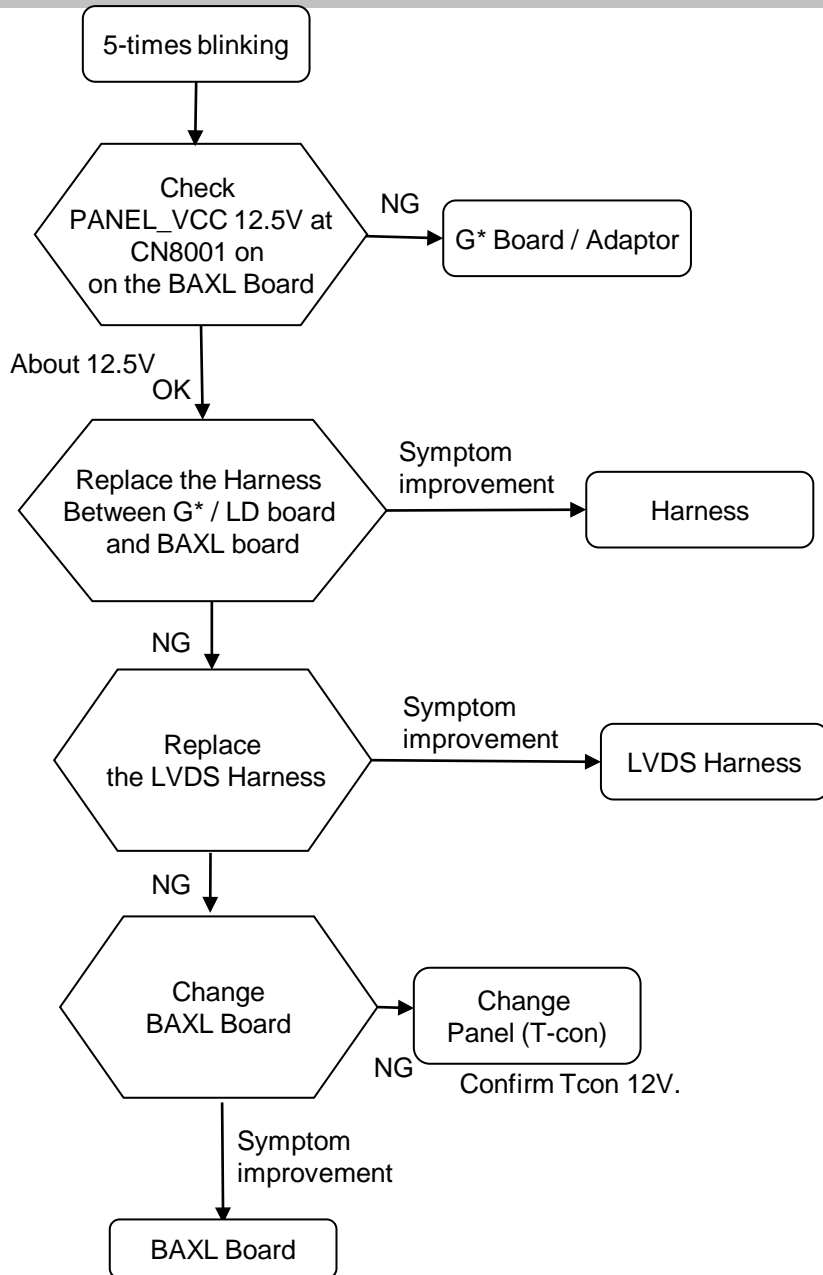 5-times blinking
Check
PANEL_VCC 12.5V at
CN8001 on
on the BAXL Board
NG
G* Board / Adaptor
About 12.5V
OK
Replace the Harness
Between G* / LD board
and BAXL board
Symptom
improvement
Harness
NG
Replace
the LVDS Harness
Symptom
improvement
LVDS Harness
NG
Change
BAXL Board
NG
Change
Panel (T-con)
Confirm Tcon 12V.
Symptom
improvement
BAXL Board